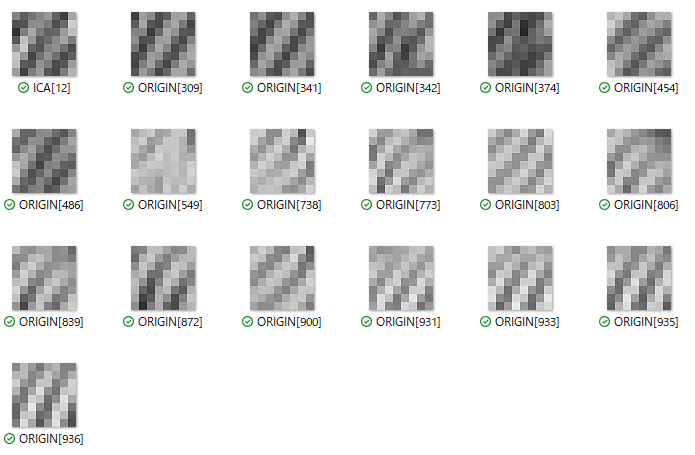 ICA[12] ORIGIN[309] ORIGIN[341] ORIGIN[342] ORIGIN[374] ORIGIN[454]
ORIGIN[486] ORIGIN[549] ORIGIN[738] ORIGIN[773] ORIGIN[803] ORIGIN[806]
ORIGIN[839] ORIGIN[872] ORIGIN[900] ORIGIN[931] ORIGIN[933] ORIGIN[935]
ORIGIN[936]